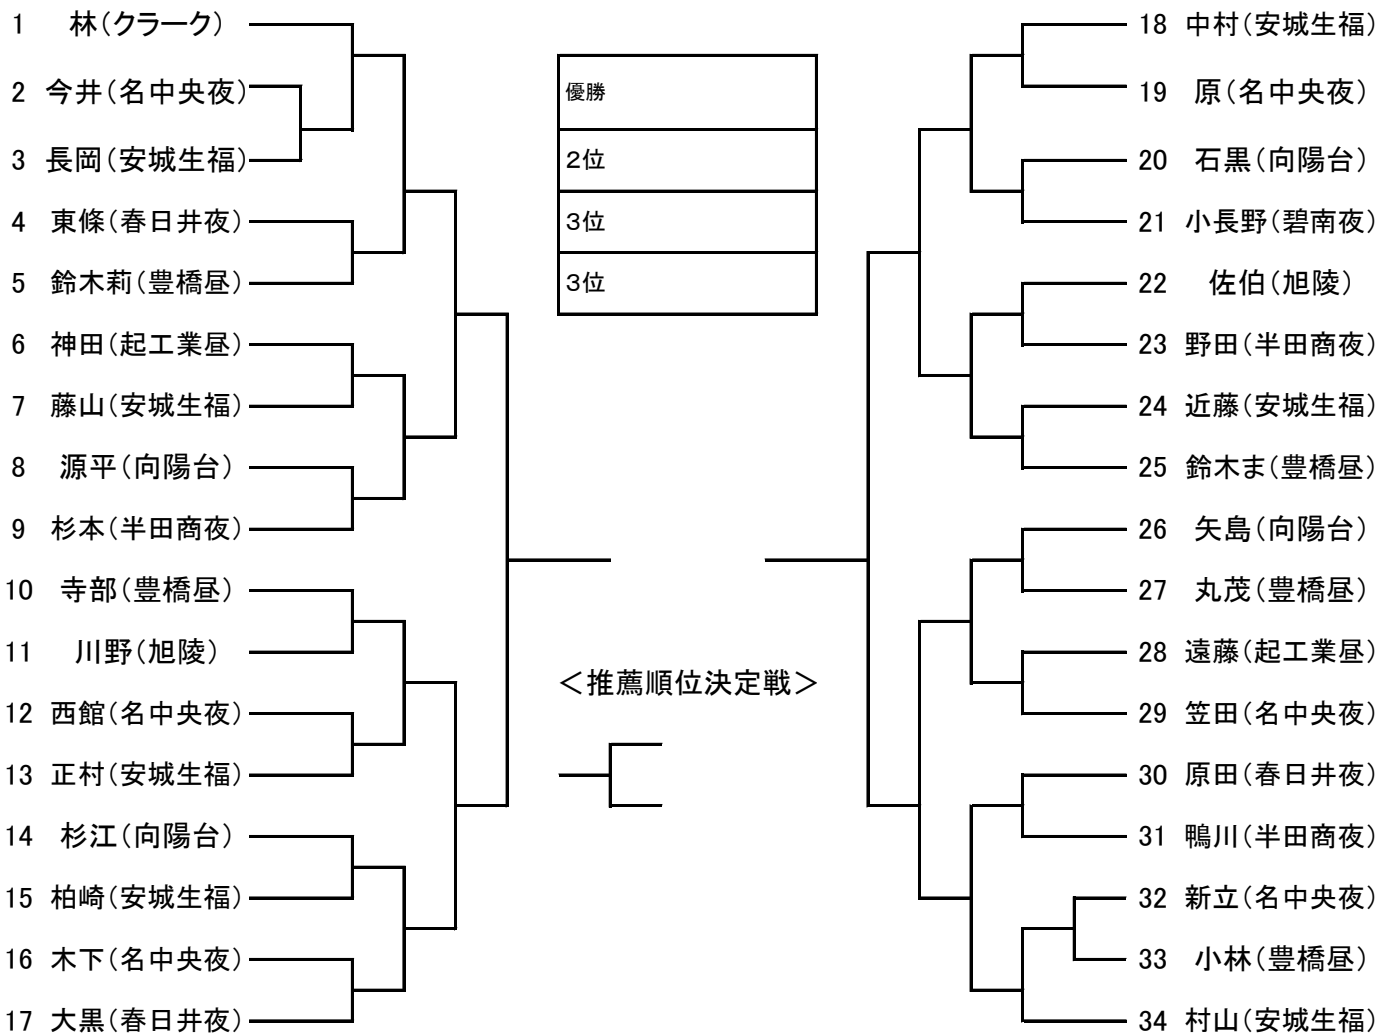 1 林(クラーク)
2 今井(名中央夜)
3 長岡(安城生福)
4 東條(春日井夜)
5 鈴木莉(豊橋昼)
6 神田(起工業昼)
7 藤山(安城生福)
8 源平(向陽台)
9 杉本(半田商夜)
10 寺部(豊橋昼)
11 川野(旭陵)
12 西館(名中央夜)
13 正村(安城生福)
14 杉江(向陽台)
15 柏崎(安城生福)
16 木下(名中央夜)
17 大黒(春日井夜)
優勝
2位
3位
3位
<推薦順位決定戦>
18 中村(安城生福)
19 原(名中央夜)
20 石黒(向陽台)
21 小長野(碧南夜)
22 佐伯(旭陵)
23 野田(半田商夜)
24 近藤(安城生福)
25 鈴木ま(豊橋昼)
26 矢島(向陽台)
27 丸茂(豊橋昼)
28 遠藤(起工業昼)
29 笠田(名中央夜)
30 原田(春日井夜)
31 鴨川(半田商夜)
32 新立(名中央夜)
33 小林(豊橋昼)
34 村山(安城生福)